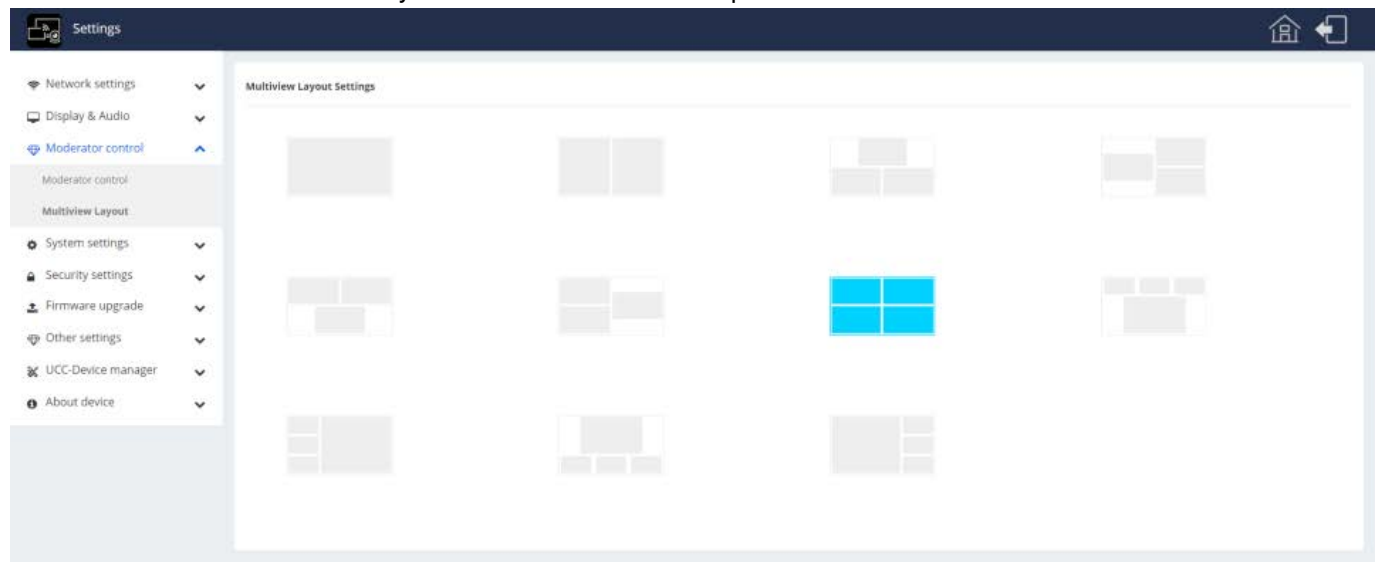 Settings
Network settings
Display & Audio
Moderator control
Moderator control
Multiview Layout
System settings
Security settings
Firmware upgrade
Other settings
UCC-Device manager
About device
Multiview Layout Settings